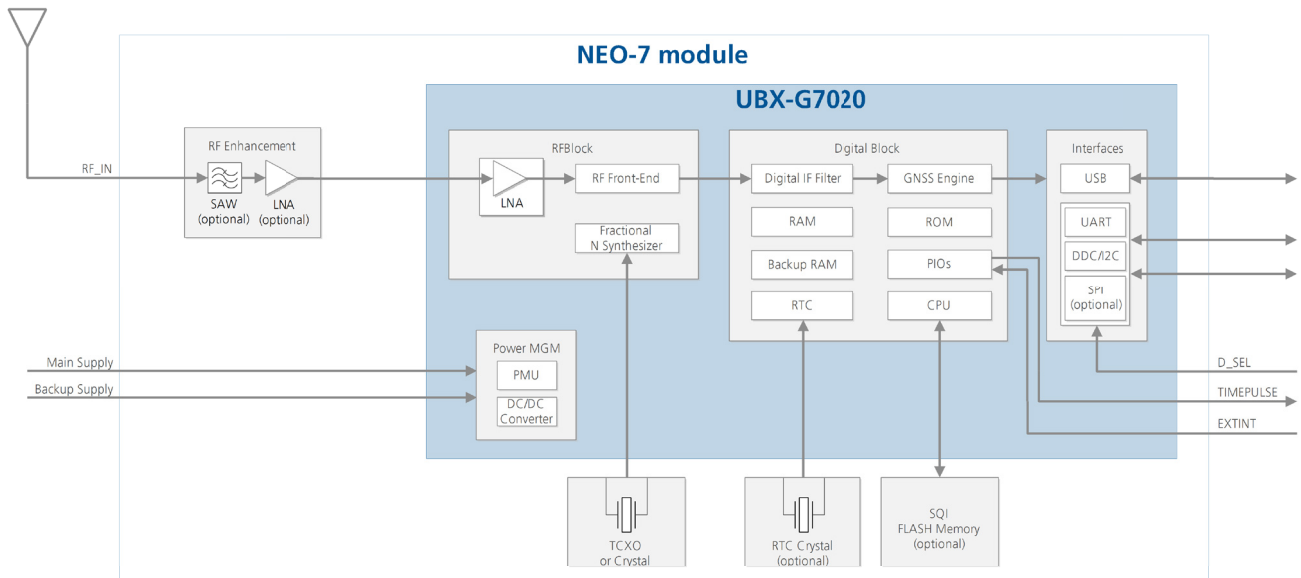 NEO-7 module
UBX-G7020
RF Enhancement
RF_IN
SAW
(optional)
LNA
(optional)
RFBlock
LNA
RF Front-End
Fractional
N Synthesizer
Dgital Block
Digital IF Filter
GNSS Engine
RAM
ROM
Backup RAM
PIOs
RTC
CPU
Interfaces
USB
UART
DDC/I2C
SPI
(optional)
Power MGM
PMU
DC/DC
Converter
Main Supply
Backup Supply
D_SEL
TIMEPULSE
EXTINT
TCXO
or Crystal
RTC Crystal
(optional)
SQI
FLASH Memory
(optional)